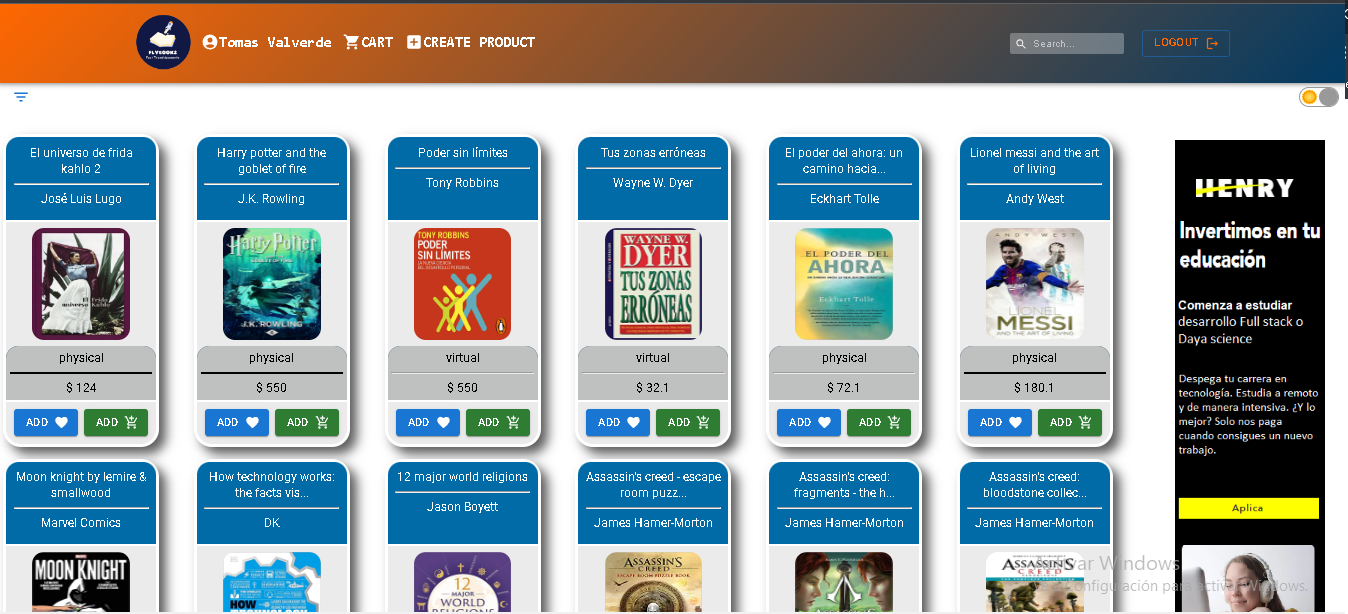 FLYBOOKS
Tomas Valverde
CART
CREATE PRODUCT
Search...
LOGOUT
El universo de frida
kahlo 2
José Luis Lugo
physical
$ 124
ADD
ADD
Harry potter and the
goblet of fire
J.K. Rowling
Harry Potter
J.K. ROWLING
physical
$ 550
ADD
ADD
Poder sin límites
Tony Robbins
TONY ROBBINS
PODER
SIN LÍMITES
virtual
$ 550
ADD
ADD
Tus zonas erróneas
Wayne W. Dyer
WAYNE W.
DYER
TUS ZONAS
ERRÓNEAS
virtual
$ 32.1
ADD
ADD
El poder del ahora: un
camino hacia...
Eckhart Tolle
EL PODER DEL
AHORA
Eckhart Tolle
physical
$ 72.1
ADD
ADD
Lionel messi and the art
of living
Andy West
ANDY WEST
LIONEL
MESSI
AND THE ART OF LIVING
physical
$ 180.1
ADD
ADD
Moon knight by lemire &
smallwood
Marvel Comics
MOON KNIGHT
How technology works:
the facts vis...
DK
HOW
12 major world religions
Jason Boyett
12
MAJOR
WORLD
RELIGIONS
Assassin's creed - escape
room puzz...
James Hamer-Morton
ASSASSIN'S
CREED
ESCAPE ROOM PUZZLE BOOK
Assassin's creed:
fragments - the h...
James Hamer-Morton
Assassin's creed:
bloodstone collec...
James Hamer-Morton
ASSASSIN'S
CREED
HENRY
Invertimos en tu
educación
Comenza a estudiar
desarrollo Full stack o
Daya science
Despega tu carrera en
tecnología. Estudia a remoto
y de manera intensiva. ¿Y lo
mejor? Solo nos paga
cuando consigues un nuevo
trabajo.
Aplica
Activar Windows
configuración para activar Windows.